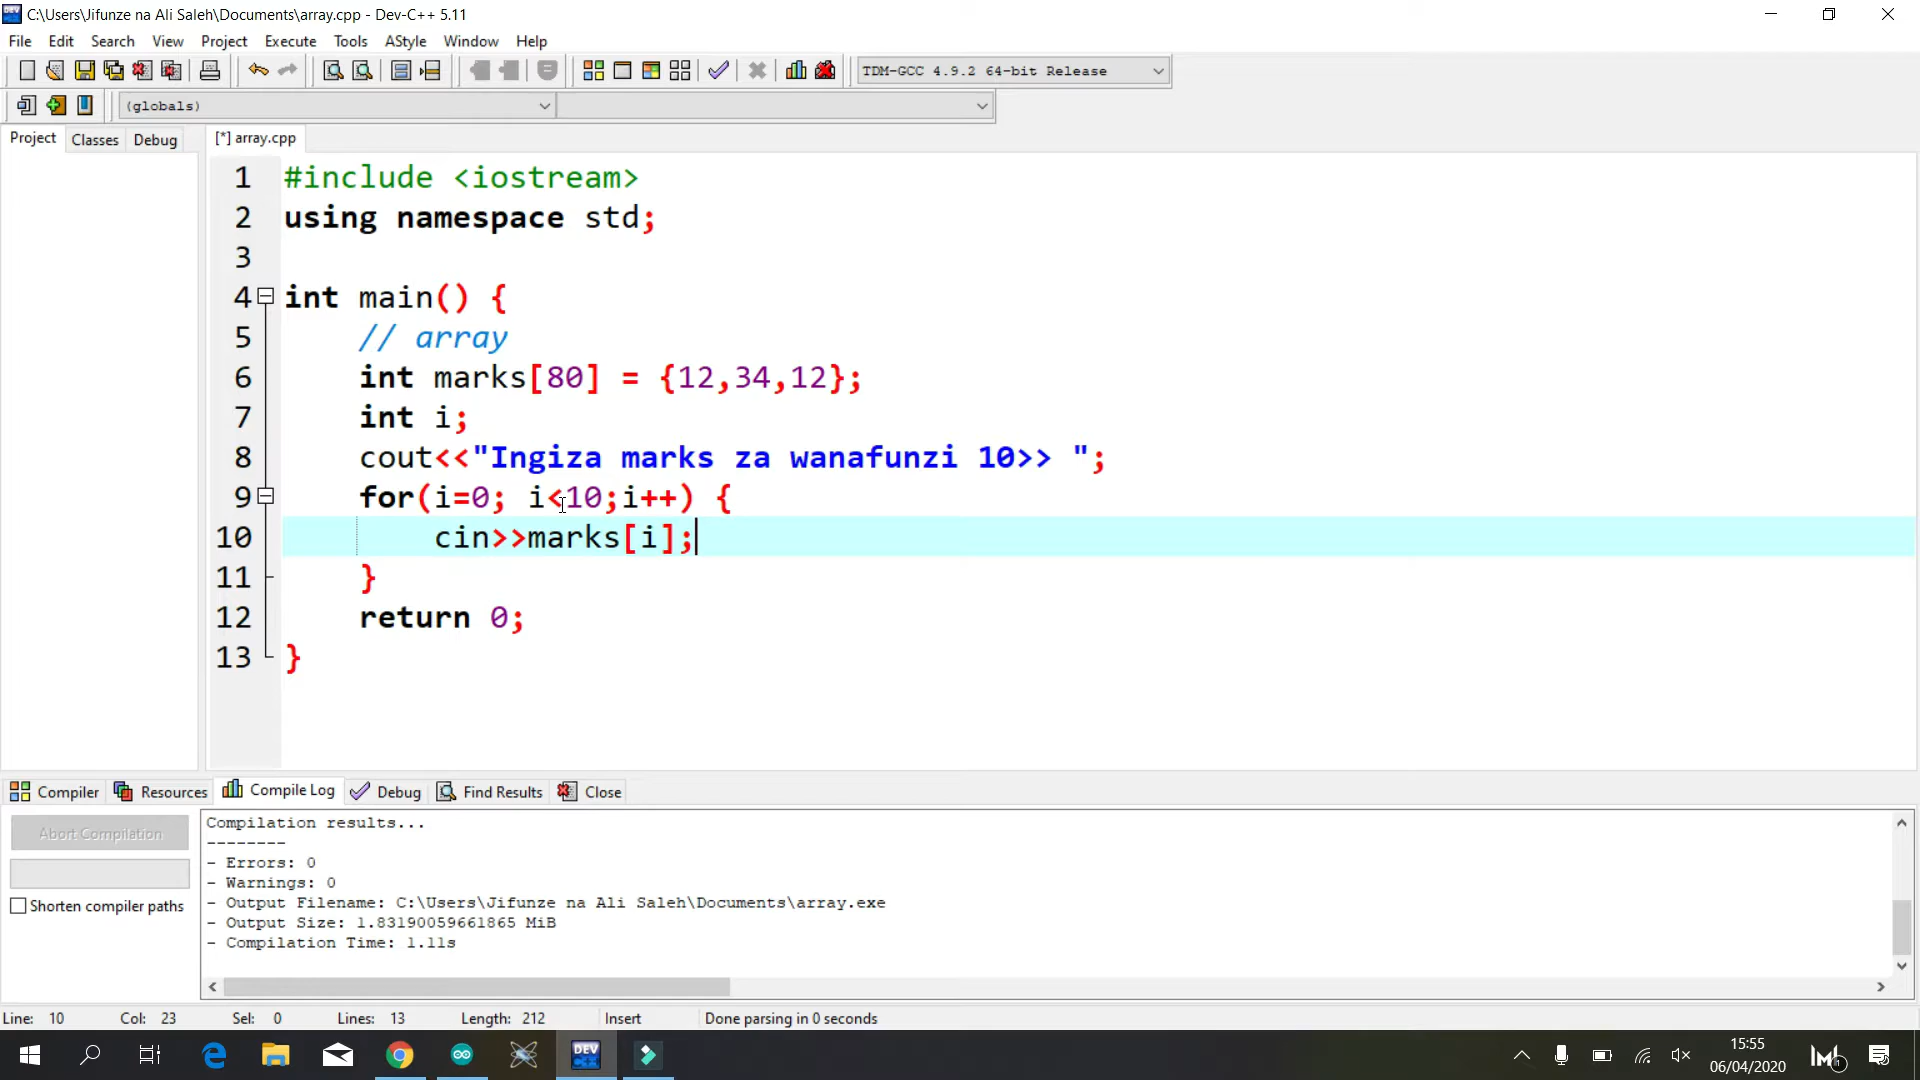 C:\Users\Jifunze na Ali Saleh\Documents\array.cpp - Dev-C++ 5.11
File Edit Search View Project Execute Tools AStyle Window Help
TDM-GCC 4.9.2 64-bit Release
(globals)
Project Classes Debug [*] array.cpp
1 #include <iostream>
2 using namespace std;
3
4 int main() {
5 // array
6 int marks[80] = {12,34,12};
7 int i;
8 cout<<"Ingiza marks za wanafunzi 10>> ";
9 for(i=0; i<10;i++) {
10 cin>>marks[i];
11 }
12 return 0;
13 }
Compiler Resources Compile Log Debug Find Results Close
Abort Compilation
Shorten compiler paths
Compilation results...
--------
- Errors: 0
- Warnings: 0
- Output Filename: C:\Users\Jifunze na Ali Saleh\Documents\array.exe
- Output Size: 1.83190059661865 MiB
- Compilation Time: 1.11s
Line: 10 Col: 23 Sel: 0 Lines: 13 Length: 212 Insert Done parsing in 0 seconds
DEV C++
15:55
06/04/2020
1